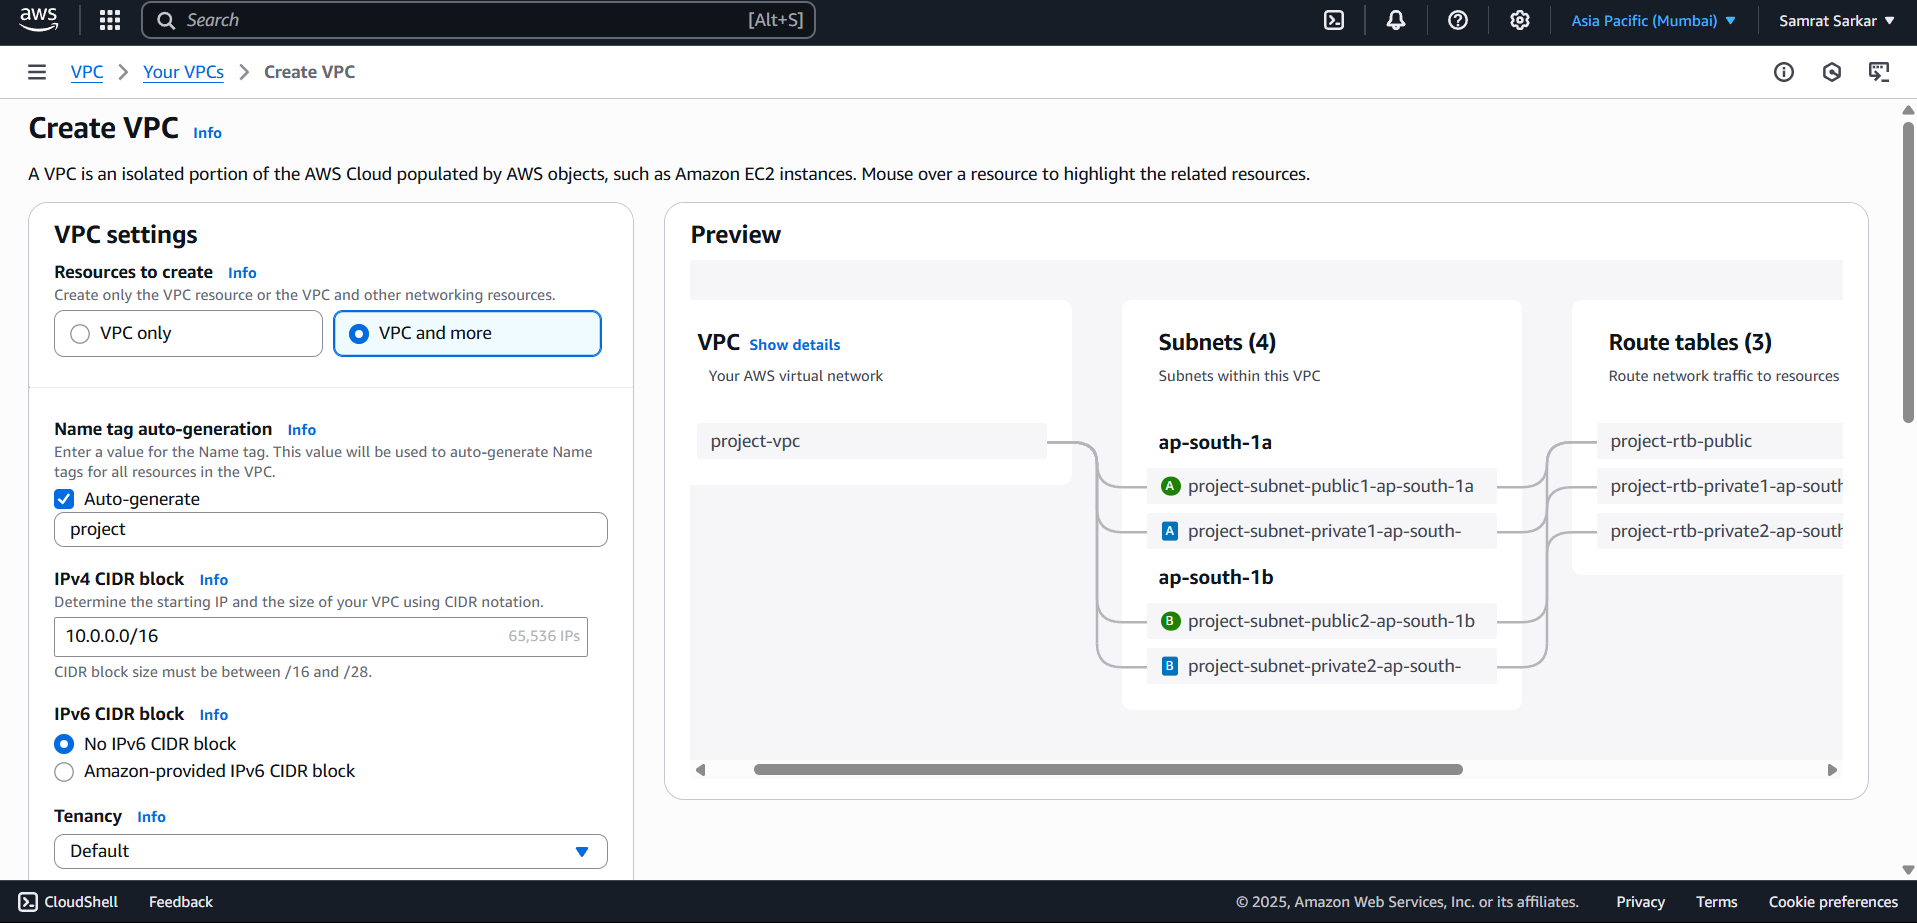 aws
Search [Alt+S]
Asia Pacific (Mumbai)
Samrat Sarkar
VPC
Your VPCs
Create VPC
Create VPC Info
A VPC is an isolated portion of the AWS Cloud populated by AWS objects, such as Amazon EC2 instances. Mouse over a resource to highlight the related resources.
VPC settings
Resources to create Info
Create only the VPC resource or the VPC and other networking resources.
VPC only
VPC and more
Name tag auto-generation Info
Enter a value for the Name tag. This value will be used to auto-generate Name
tags for all resources in the VPC.
Auto-generate
project
IPv4 CIDR block Info
Determine the starting IP and the size of your VPC using CIDR notation.
10.0.0.0/16 65,536 IPs
CIDR block size must be between /16 and /28.
IPv6 CIDR block Info
No IPv6 CIDR block
Amazon-provided IPv6 CIDR block
Tenancy Info
Default
Preview
VPC Show details
Your AWS virtual network
project-vpc
Subnets (4)
Subnets within this VPC
ap-south-1a
A project-subnet-public1-ap-south-1a
A project-subnet-private1-ap-south-
ap-south-1b
B project-subnet-public2-ap-south-1b
B project-subnet-private2-ap-south-
Route tables (3)
Route network traffic to resources
project-rtb-public
project-rtb-private1-ap-south
project-rtb-private2-ap-south
CloudShell
Feedback
© 2025, Amazon Web Services, Inc. or its affiliates.
Privacy
Terms
Cookie preferences